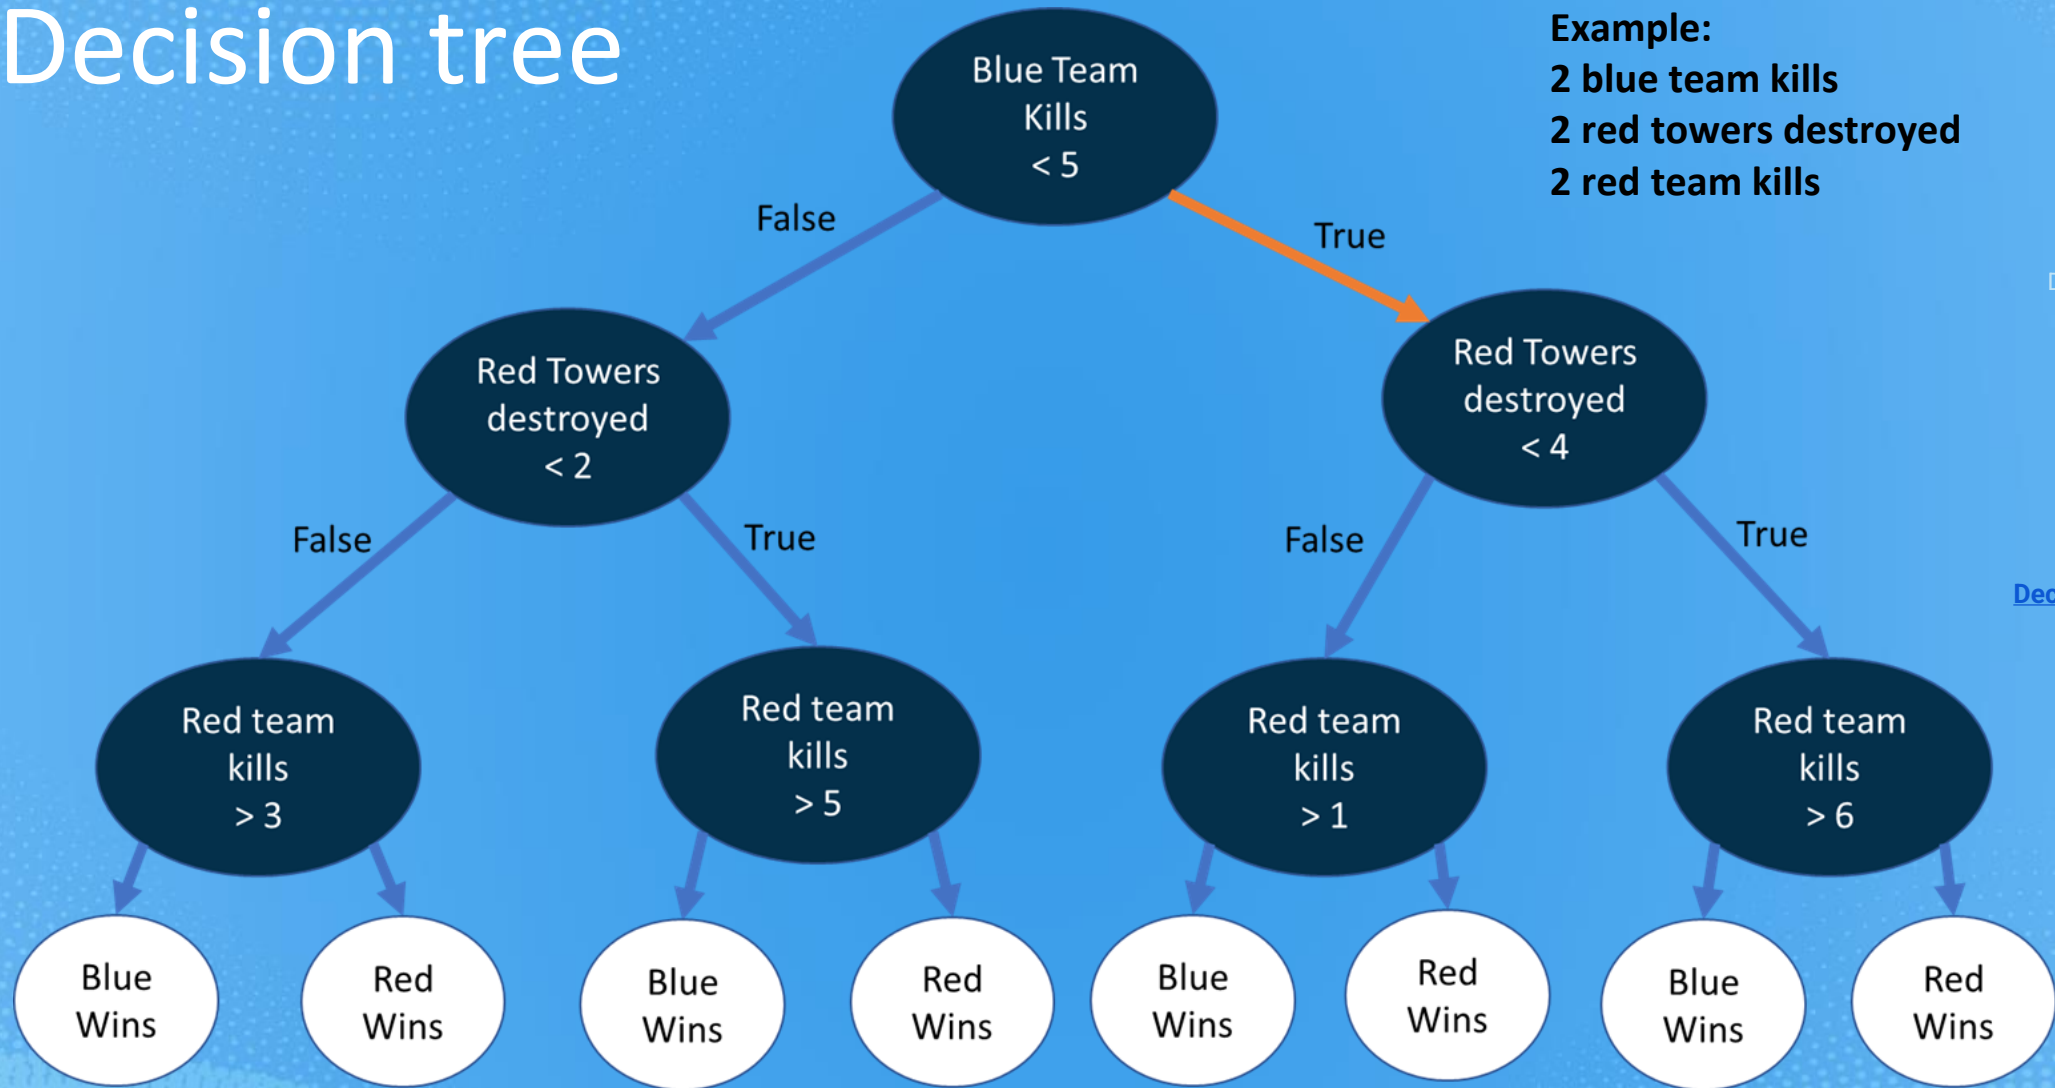 Decision tree
Example:
2 blue team kills
2 red towers destroyed
2 red team kills
Blue Team
Kills
< 5
False
True
Red Towers
destroyed
< 2
Red Towers
destroyed
< 4
False
True
False
True
Dec
Red team
kills
> 3
Red team
kills
> 5
Red team
kills
> 1
Red team
kills
> 6
Blue
Wins
Red
Wins
Blue
Wins
Red
Wins
Blue
Wins
Red
Wins
Blue
Wins
Red
Wins